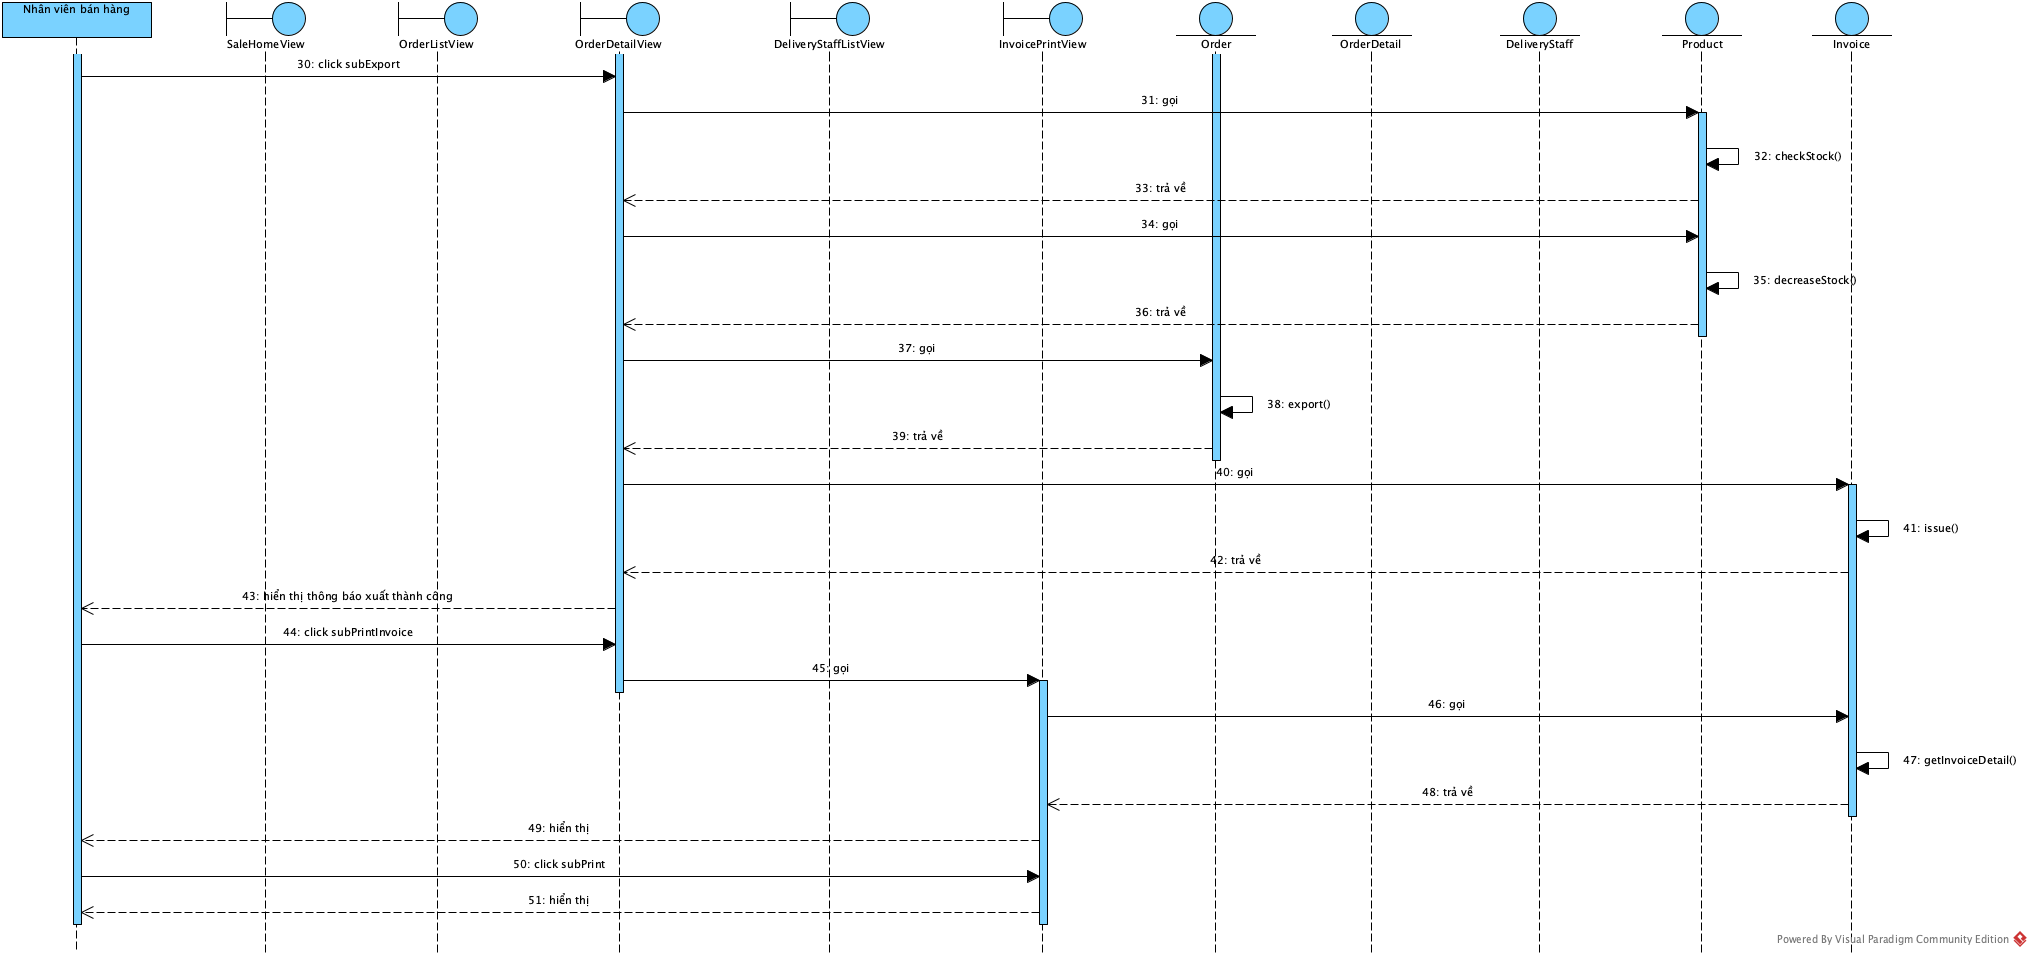 Nhân viên bán hàng
SaleHomeView
OrderListView
OrderDetailView
DeliveryStaffListView
InvoicePrintView
Order
OrderDetail
DeliveryStaff
Product
Invoice
30: click subExport
31: gọi
32: checkStock()
33: trả về
34: gọi
35: decreaseStock()
36: trả về
37: gọi
38: export()
39: trả về
40: gọi
41: issue()
42: trả về
43: hiển thị thông báo xuất thành công
44: click subPrintInvoice
45: gọi
46: gọi
47: getInvoiceDetail()
48: trả về
49: hiển thị
50: click subPrint
51: hiển thị
Powered By Visual Paradigm Community Edition